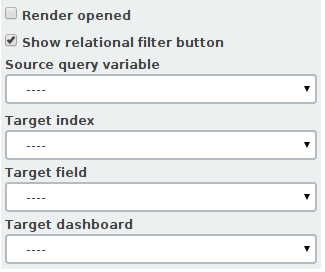 Render opened
Show relational filter button
Source query variable
----
Target index
----
Target field
----
Target dashboard
----